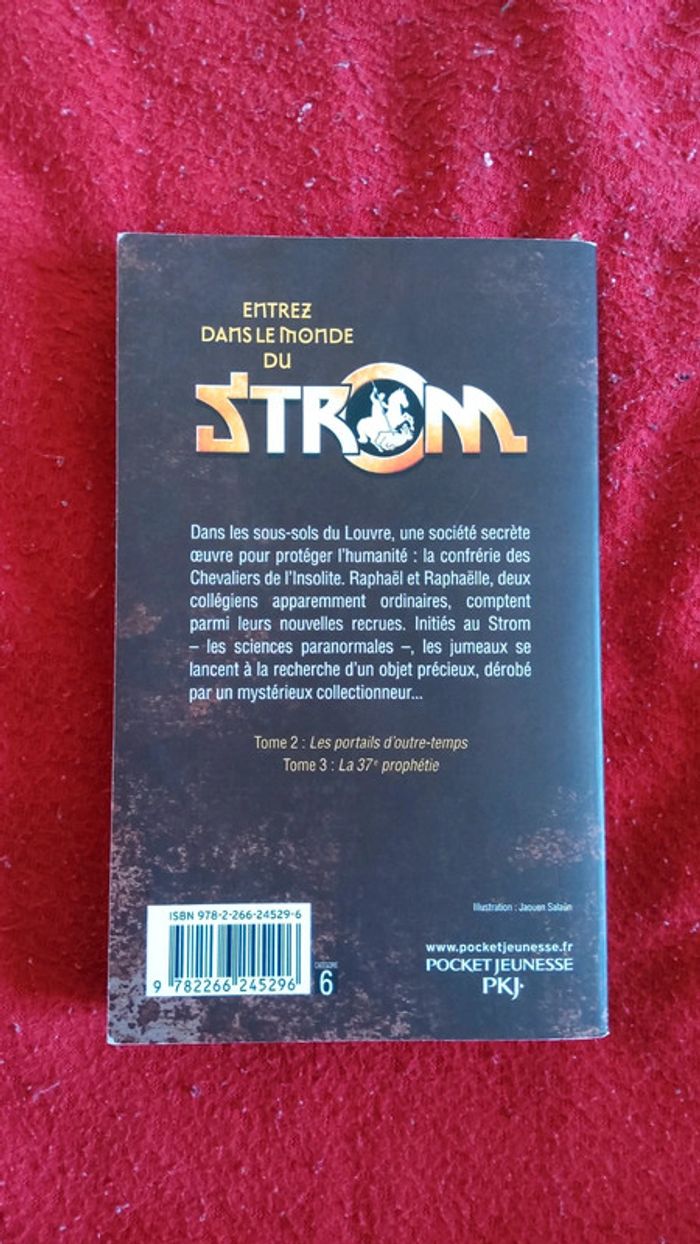 ENTREZ
DANS LE MONDE
DU
STROM
Dans les sous-sols du Louvre, une société secrète
œuvre pour protéger l'humanité : la confrérie des
Chevaliers de l'Insolite. Raphaël et Raphaëlle, deux
collégiens apparemment ordinaires, comptent
parmi leurs nouvelles recrues. Initiés au Strom
– les sciences paranormales –, les jumeaux se
lancent à la recherche d'un objet précieux, dérobé
par un mystérieux collectionneur...
Tome 2 : Les portails d'outre-temps
Tome 3 : La 37e prophétie
Illustration : Jaouen Salaün
ISBN 978-2-266-24529-6
9 782266 245296
CATÉGORIE
6
www.pocketjeunesse.fr
POCKET JEUNESSE
PKJ·